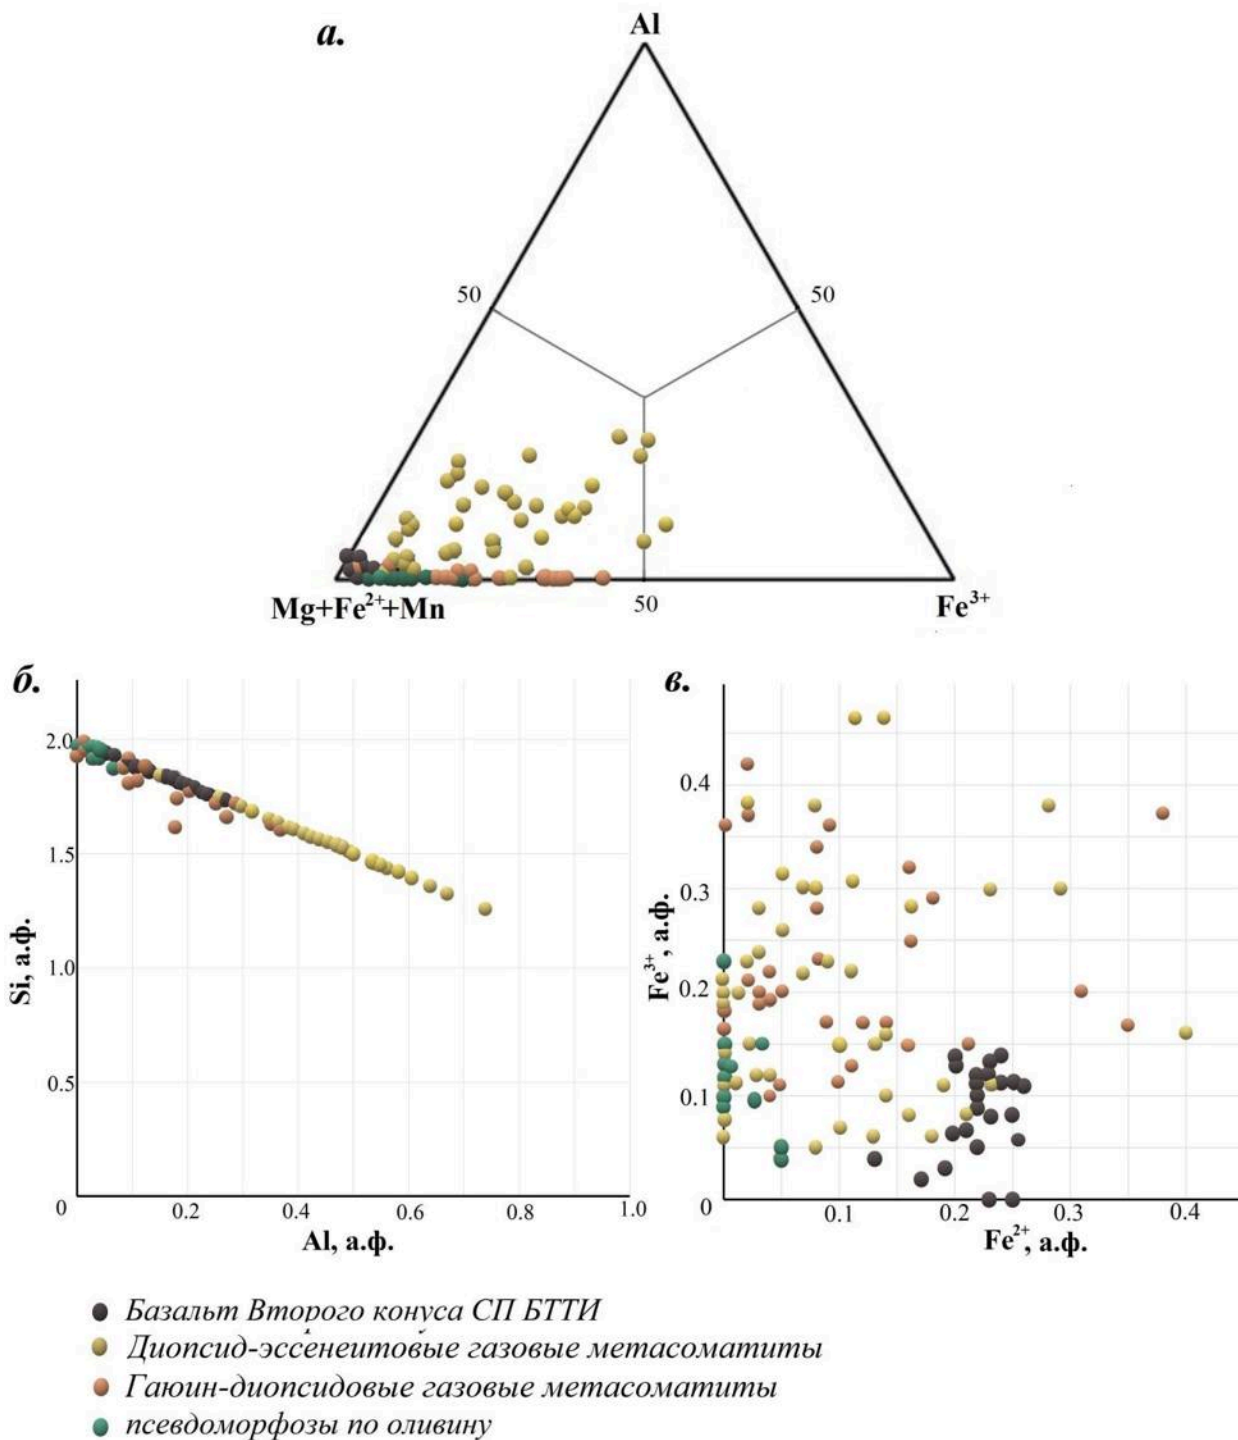 а.
Al
50
50
Mg+Fe²⁺+Mn
50
Fe³⁺
б.
2.0
1.5
1.0
0.5
0
0.2
0.4
0.6
0.8
1.0
Si, а.ф.
Al, а.ф.
в.
0.4
0.3
0.2
0.1
0
0.1
0.2
0.3
0.4
Fe³⁺, а.ф.
Fe²⁺, а.ф.
Базальт Второго конуса СП БТТИ
Диопсид-эссенеитовые газовые метасоматиты
Гаюин-диопсидовые газовые метасоматиты
псевдоморфозы по оливину